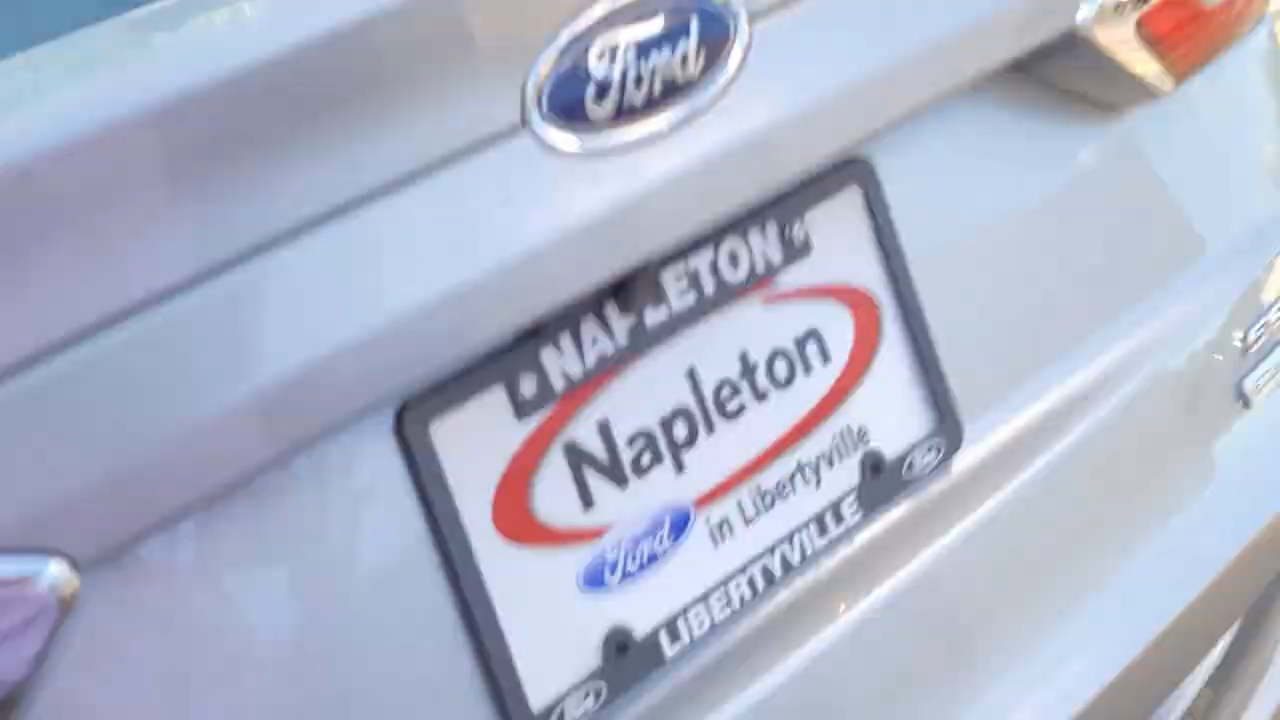 Ford
NAPLETON
Napleton
Ford
in Libertyville
LIBERTYVILLE